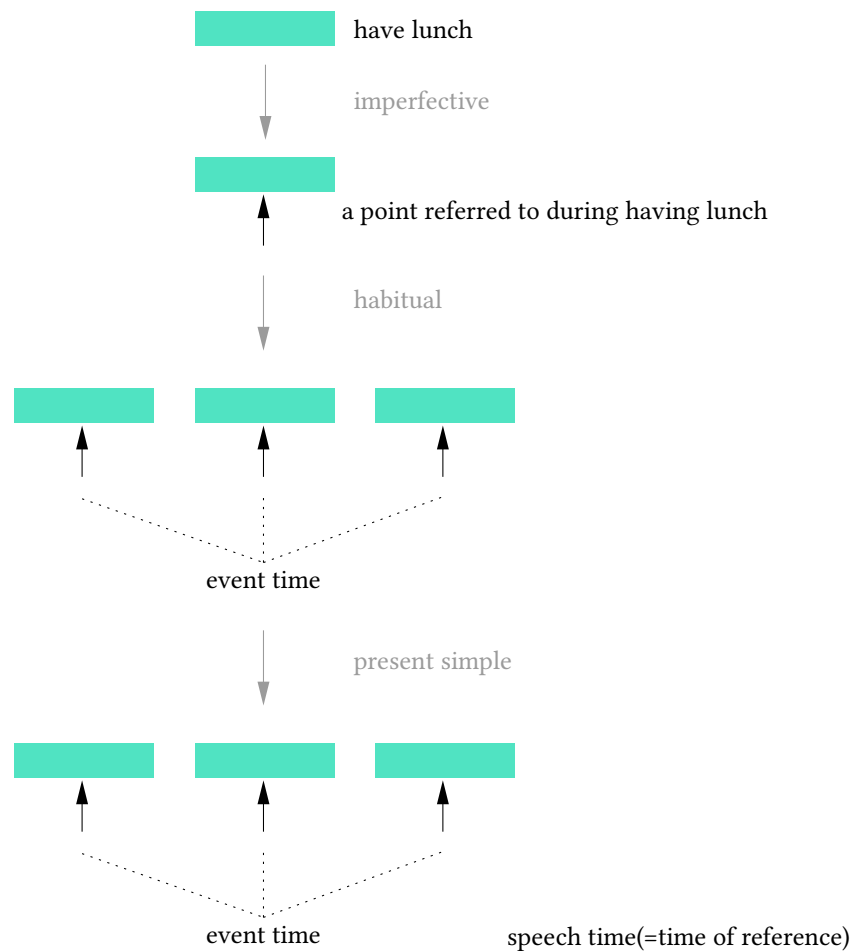 have lunch
imperfective
a point referred to during having lunch
habitual
event time
present simple
event time
speech time(=time of reference)